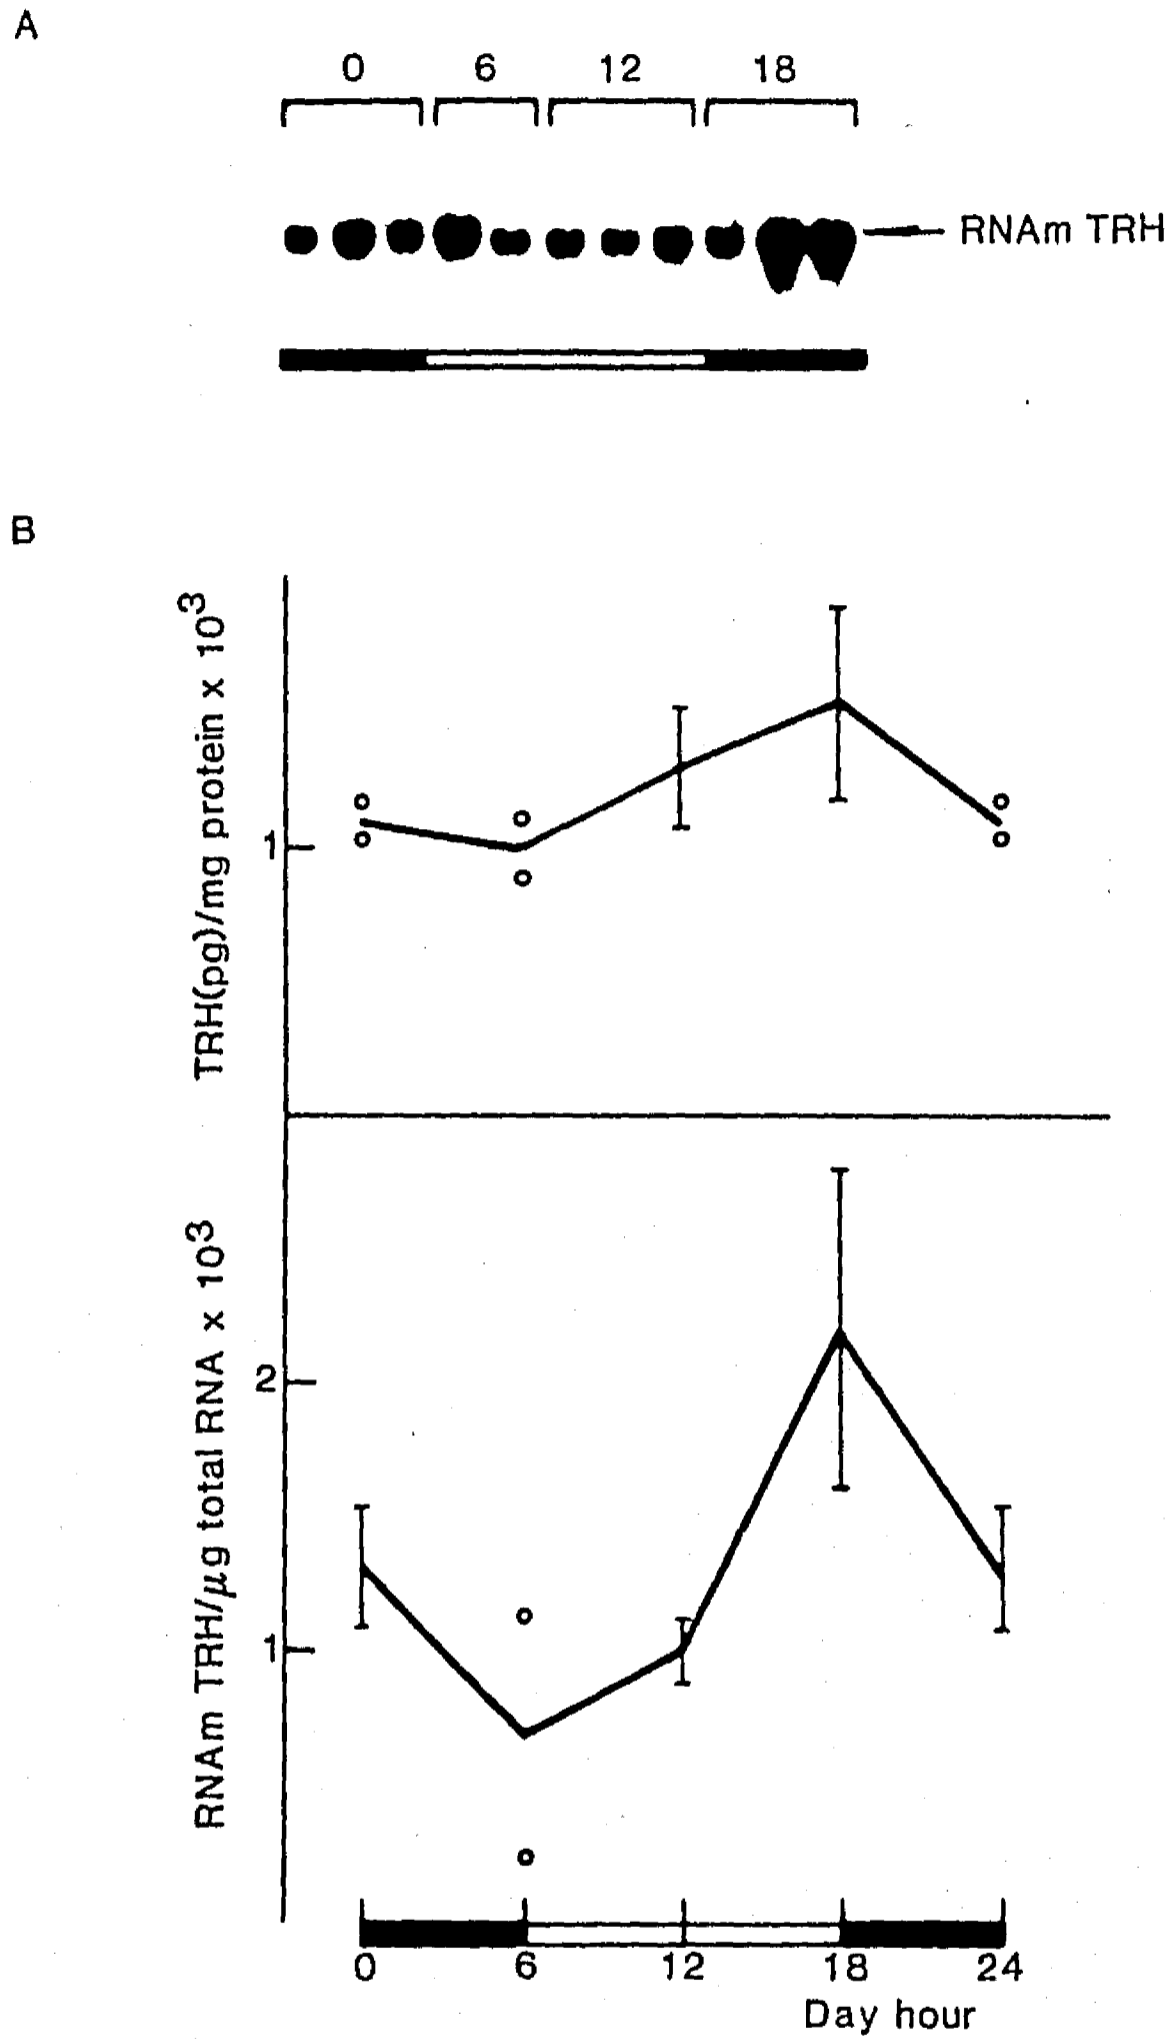 A
0 6 12 18
RNAm TRH
B
TRH(pg)/mg protein x 10³
1
RNAm TRH/μg total RNA x 10³
2
1
0 6 12 18 24
Day hour